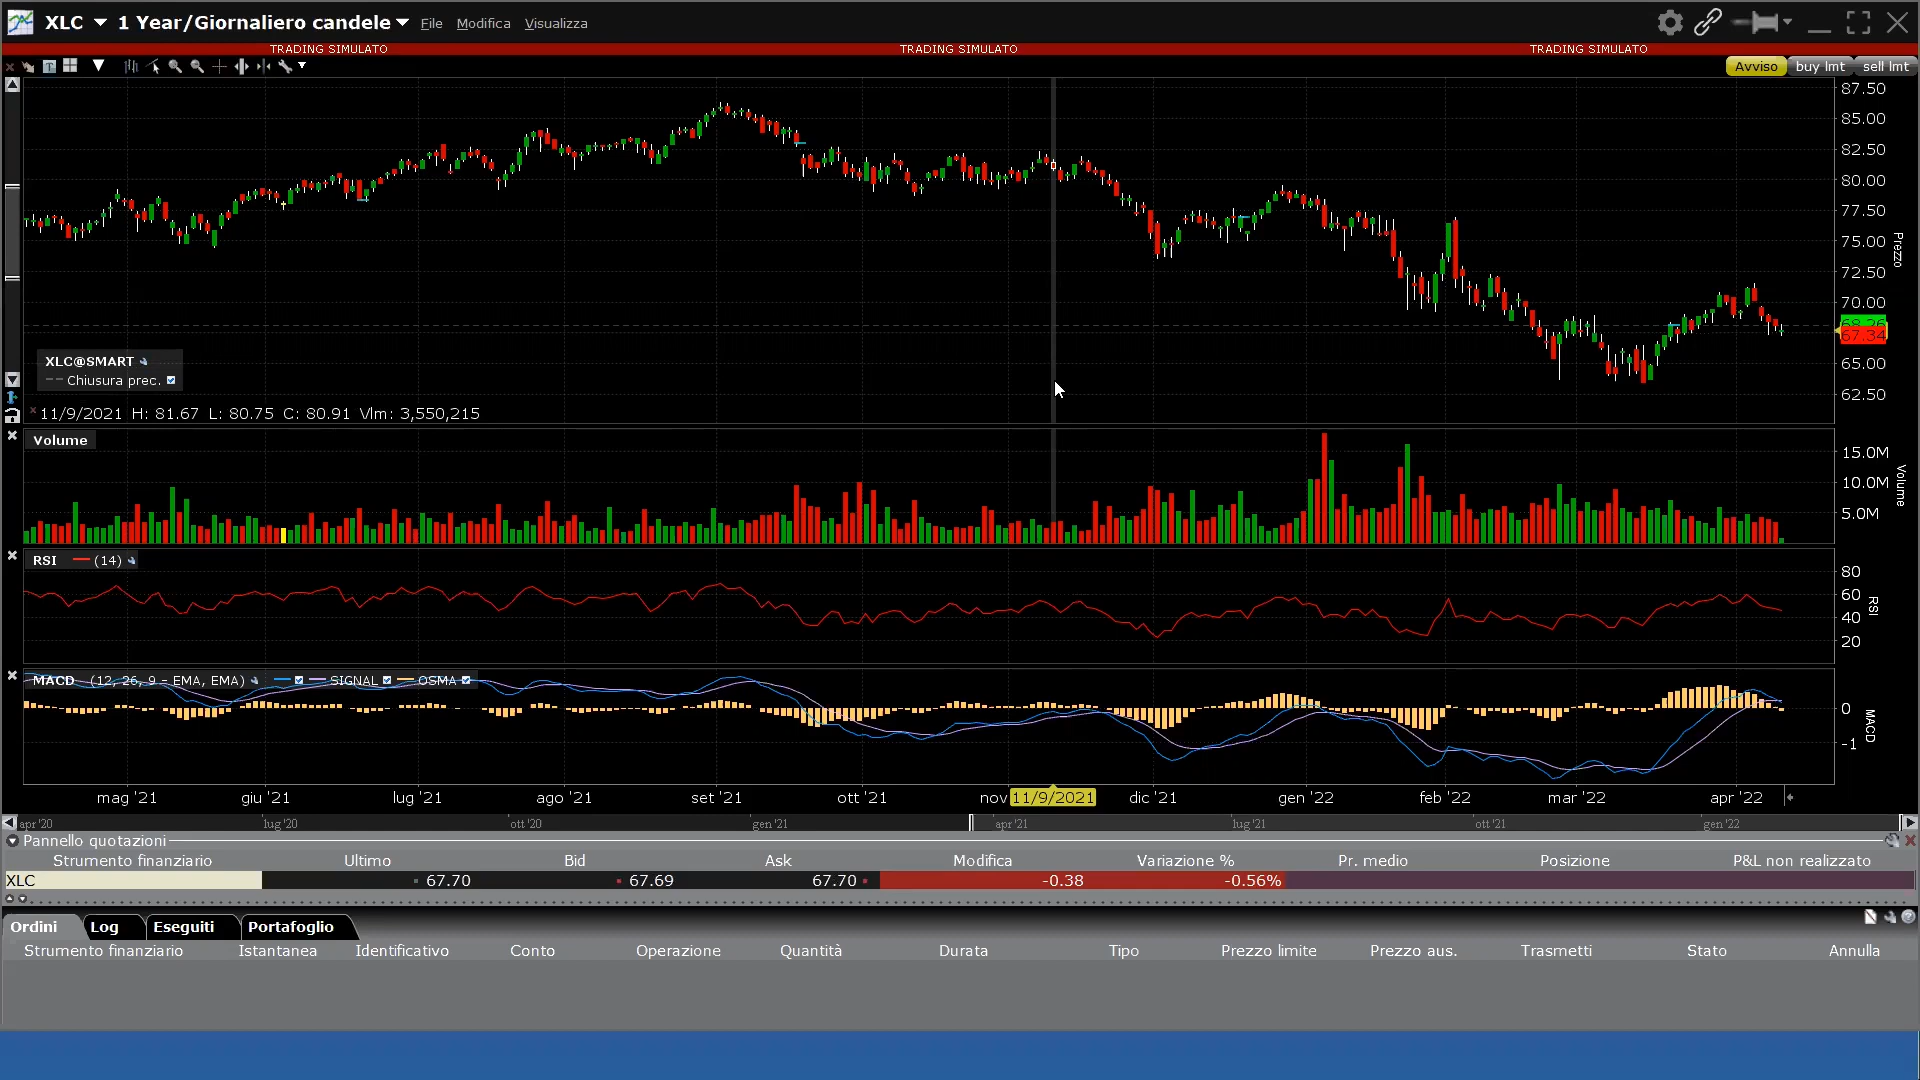 XLC 1 Year/Giornaliero candele File Modifica Visualizza
TRADING SIMULATO TRADING SIMULATO TRADING SIMULATO
Avviso buy lmt sell lmt
87.50
85.00
82.50
80.00
77.50
75.00
72.50
70.00
68.26
67.34
65.00
62.50
Prezzo
XLC@SMART
Chiusura prec.
11/9/2021 H: 81.67 L: 80.75 C: 80.91 Vlm: 3,550,215
Volume
15.0M
10.0M
5.0M
Volume
RSI (14)
80
60
40
20
RSI
MACD (12, 26, 9 - EMA, EMA) SIGNAL OSMA
0
-1
MACD
mag '21 giu '21 lug '21 ago '21 set '21 ott '21 nov 11/9/2021 dic '21 gen '22 feb '22 mar '22 apr '22
apr '20 lug '20 ott '20 gen '21 apr '21 lug '21 ott '21 gen '22
Pannello quotazioni
Strumento finanziario Ultimo Bid Ask Modifica Variazione % Pr. medio Posizione P&L non realizzato
XLC 67.70 67.69 67.70 -0.38 -0.56%
Ordini Log Eseguiti Portafoglio
Strumento finanziario Istantanea Identificativo Conto Operazione Quantità Durata Tipo Prezzo limite Prezzo aus. Trasmetti Stato Annulla